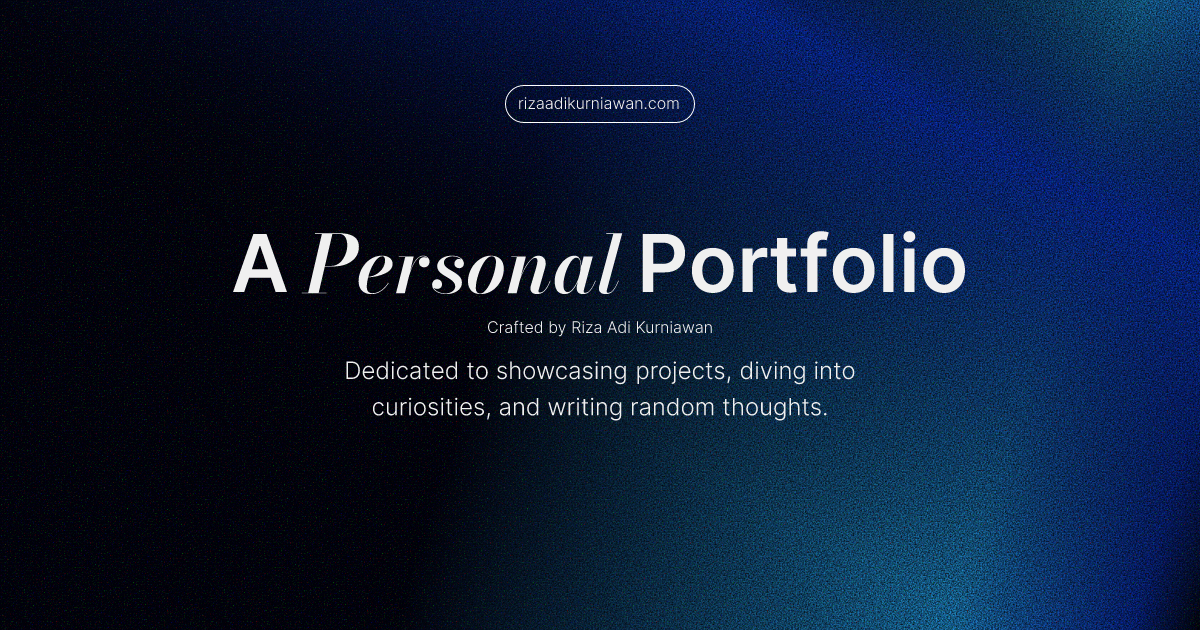 rizaadikurniawan.com
A Personal Portfolio
Crafted by Riza Adi Kurniawan
Dedicated to showcasing projects, diving into
curiosities, and writing random thoughts.